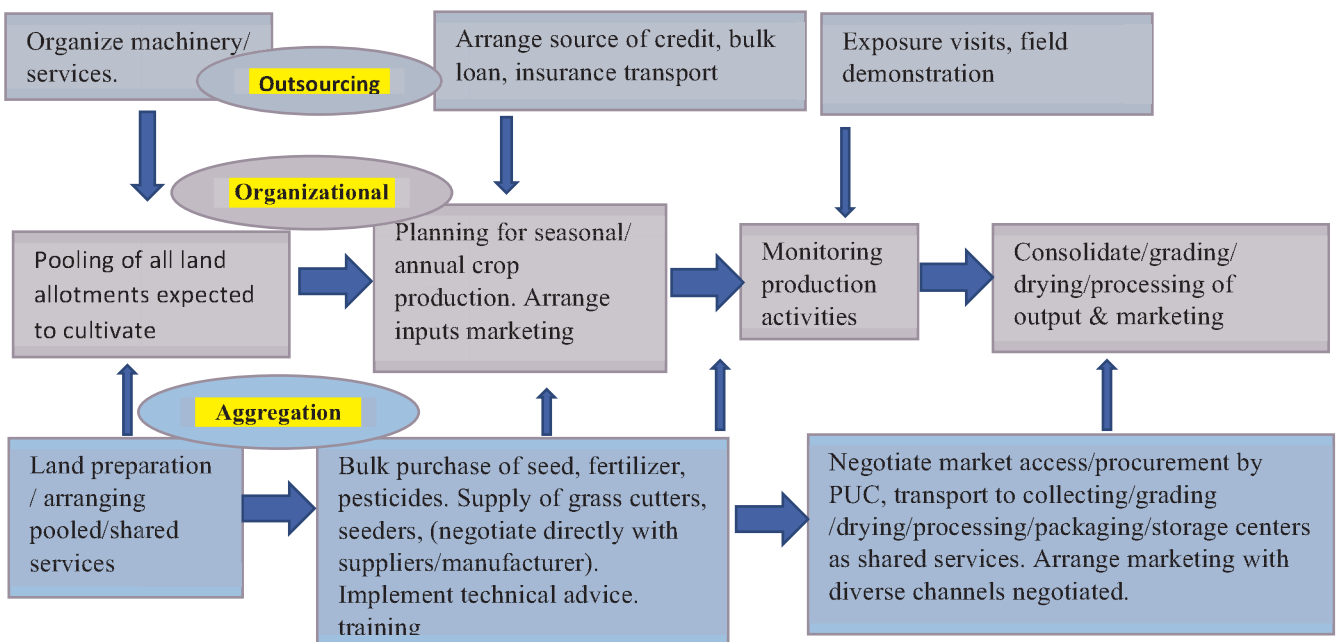 Organize machinery/
services.
Outsourcing
Arrange source of credit, bulk
loan, insurance transport
Exposure visits, field
demonstration
Organizational
Pooling of all land
allotments expected
to cultivate
Planning for seasonal/
annual crop
production. Arrange
inputs marketing
Monitoring
production
activities
Consolidate/grading/
drying/processing of
output & marketing
Aggregation
Land preparation
/ arranging
pooled/shared
services
Bulk purchase of seed, fertilizer,
pesticides. Supply of grass cutters,
seeders, (negotiate directly with
suppliers/manufacturer).
Implement technical advice.
training
Negotiate market access/procurement by
PUC, transport to collecting/grading
/drying/processing/packaging/storage centers
as shared services. Arrange marketing with
diverse channels negotiated.